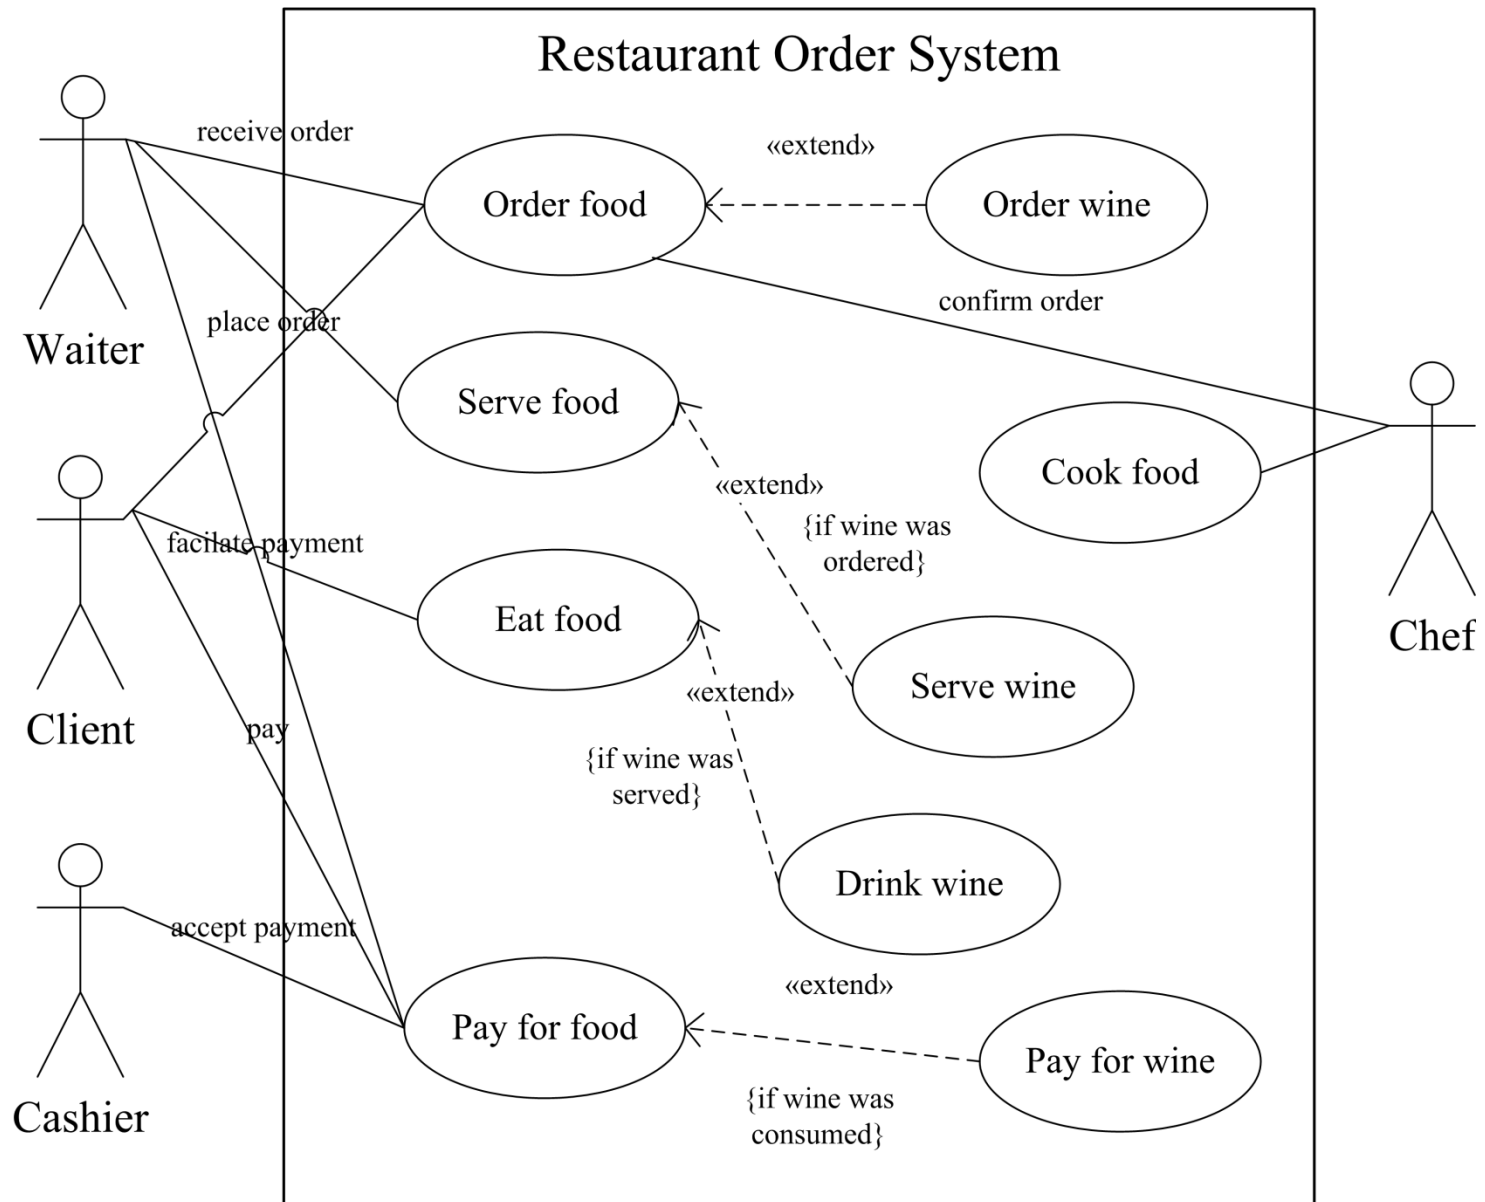 Restaurant Order System
receive order
«extend»
Order food
Order wine
confirm order
place order
Waiter
Serve food
Cook food
«extend»
{if wine was
ordered}
facilate payment
Eat food
Chef
«extend»
Serve wine
Client
pay
{if wine was
served}
Drink wine
accept payment
«extend»
Pay for food
Pay for wine
{if wine was
consumed}
Cashier